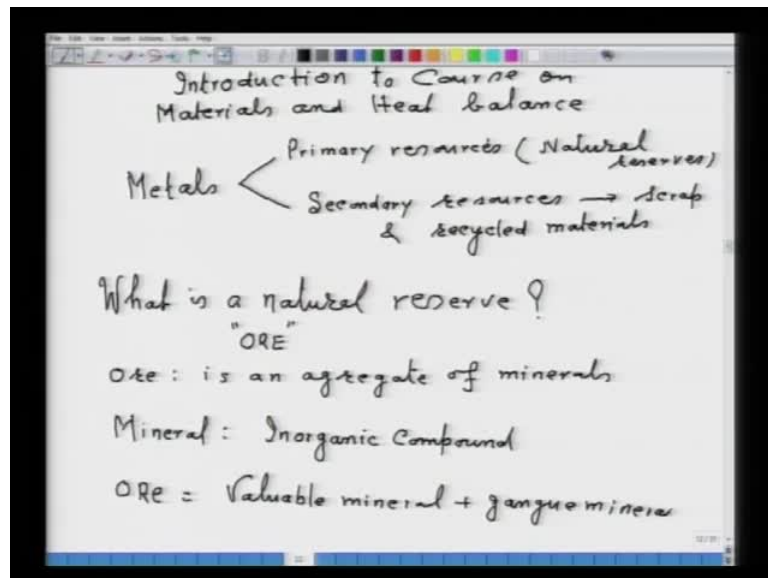 Introduction to Course on
Materials and Heat balance
Metals
Primary resources (Natural
reserves)
Secondary resources → scrap
& recycled materials
What is a natural reserve?
"ORE"
Ore : is an agregate of minerals
Mineral : Inorganic Compound
ORe = Valuable mineral + gangue minera